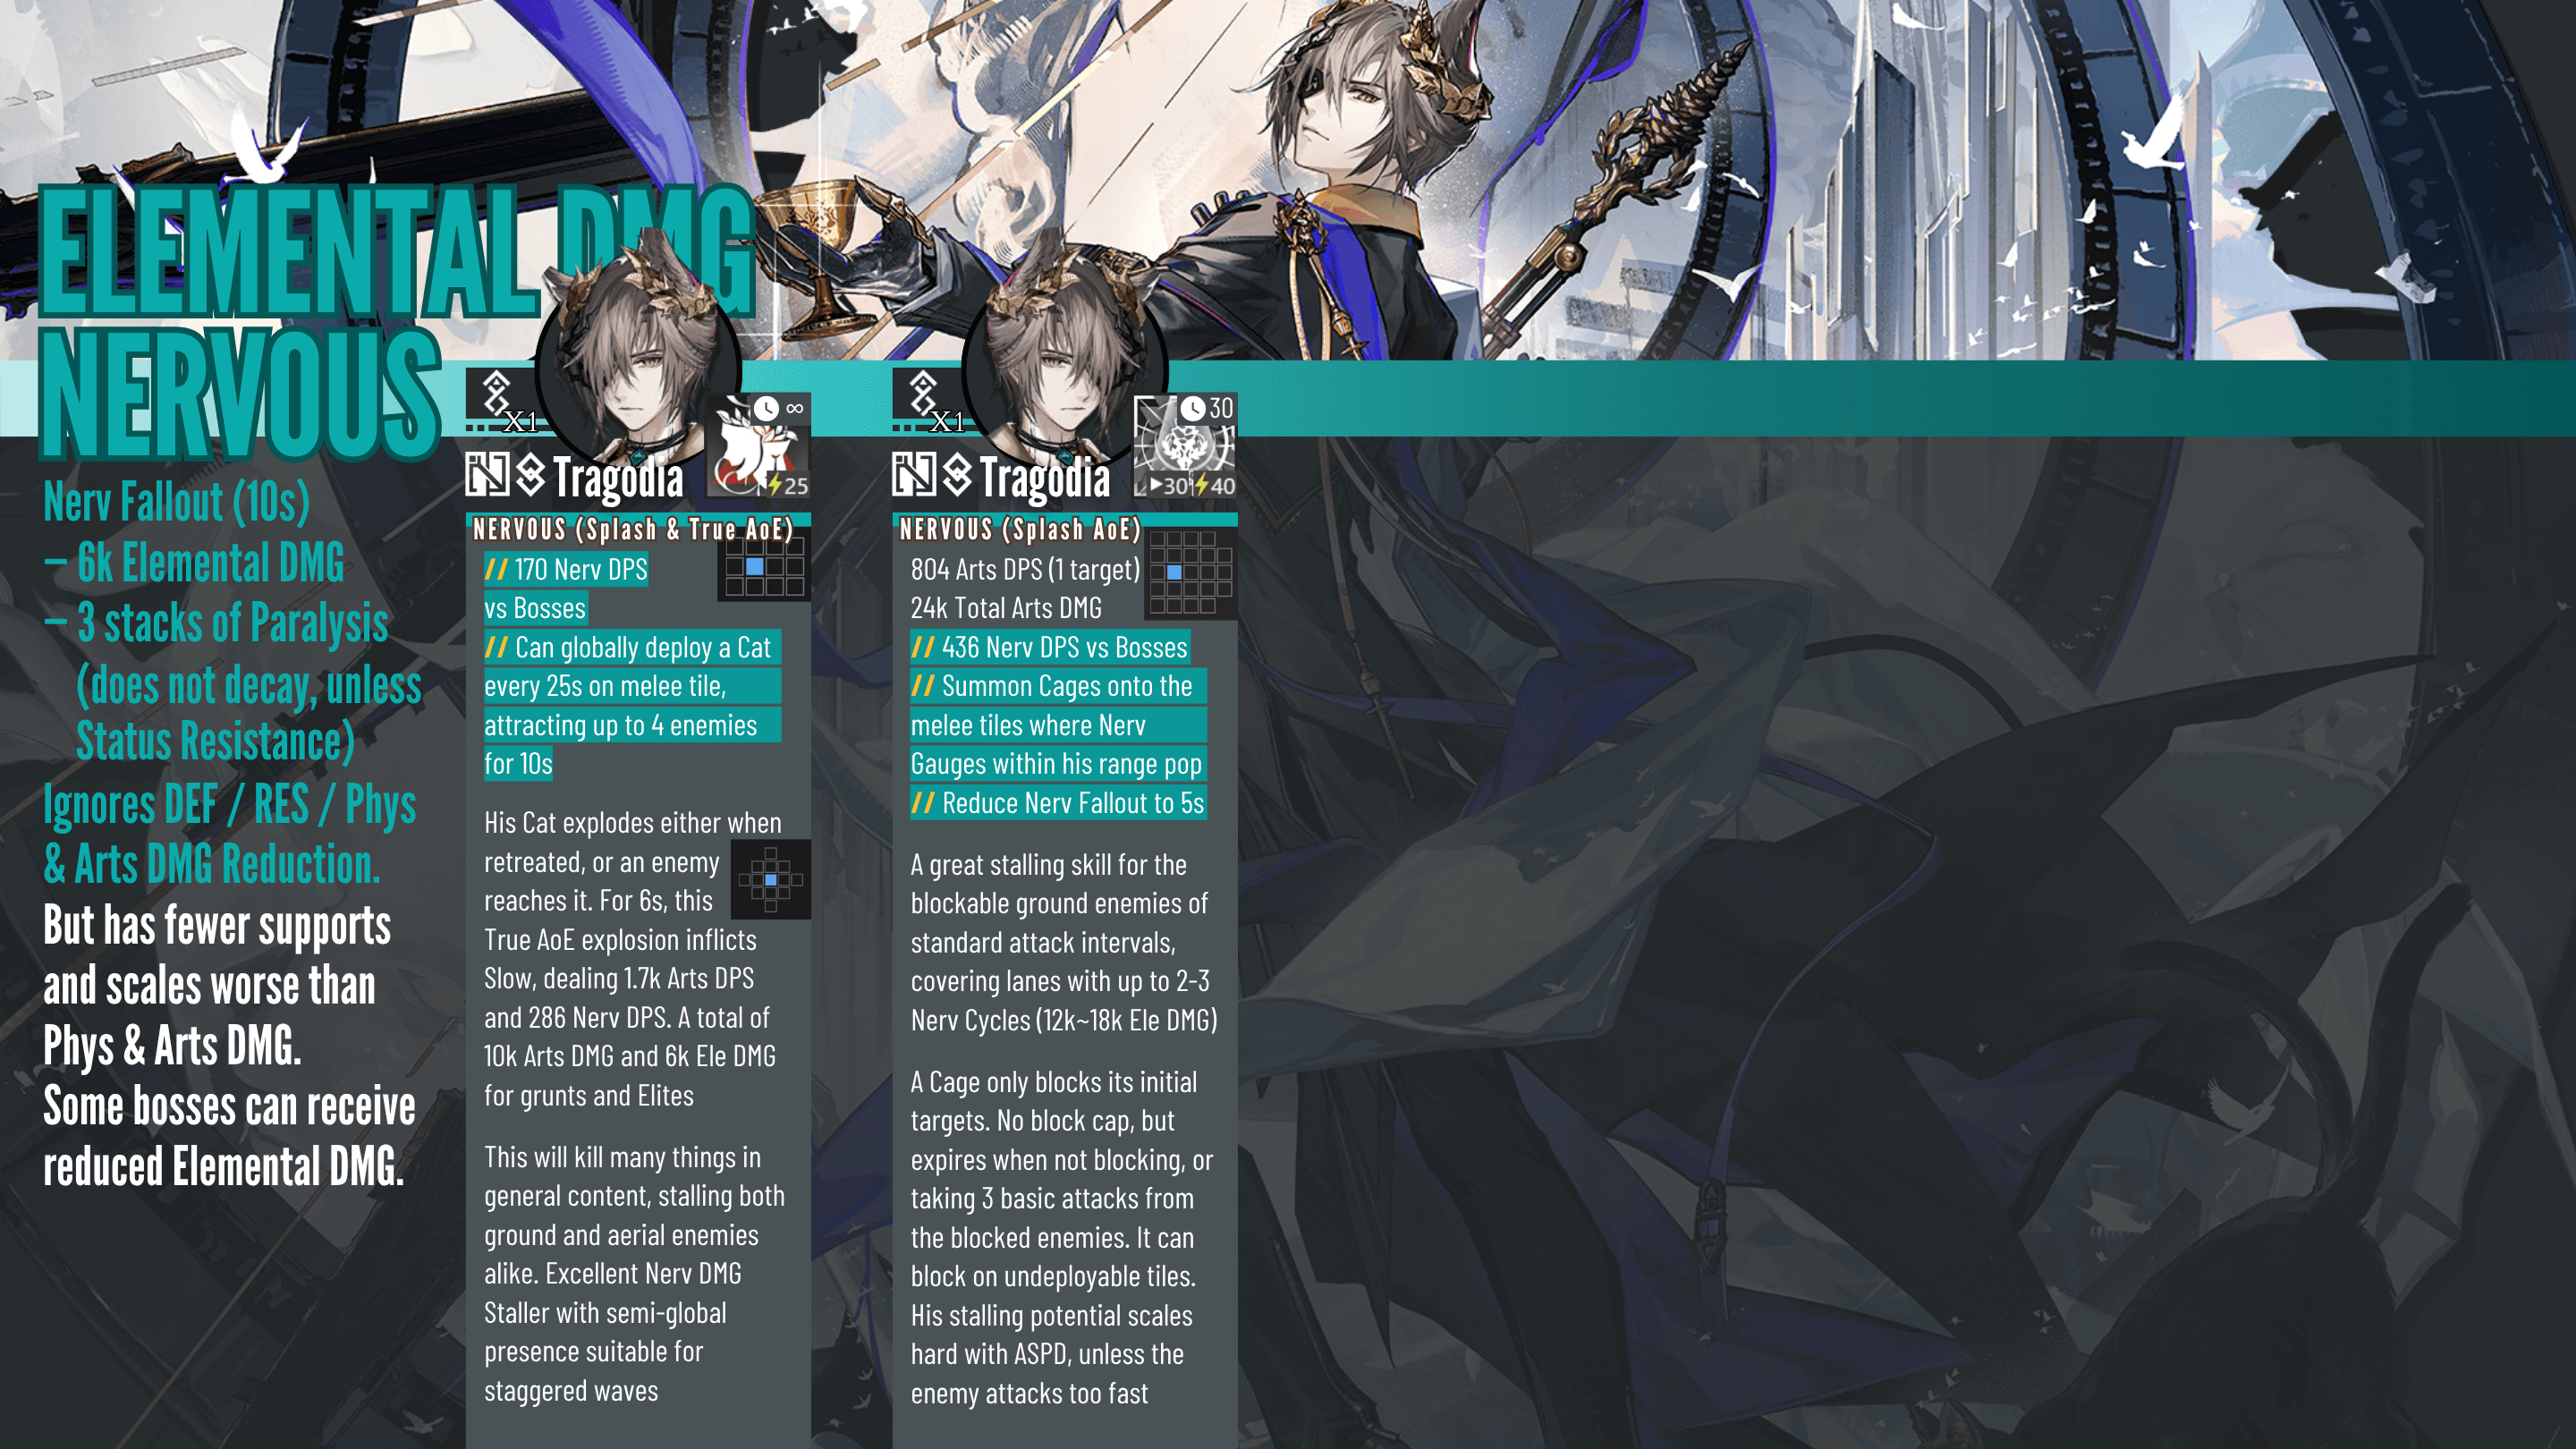 ELEMENTAL DMG
NERVOUS
Nerv Fallout (10s)
– 6k Elemental DMG
– 3 stacks of Paralysis
(does not decay, unless
Status Resistance)
Ignores DEF / RES / Phys
& Arts DMG Reduction.
But has fewer supports
and scales worse than
Phys & Arts DMG.
Some bosses can receive
reduced Elemental DMG.
X1
∞
Tragodia
25
NERVOUS (Splash & True AoE)
// 170 Nerv DPS
vs Bosses
// Can globally deploy a Cat
every 25s on melee tile,
attracting up to 4 enemies
for 10s
His Cat explodes either when
retreated, or an enemy
reaches it. For 6s, this
True AoE explosion inflicts
Slow, dealing 1.7k Arts DPS
and 286 Nerv DPS. A total of
10k Arts DMG and 6k Ele DMG
for grunts and Elites
This will kill many things in
general content, stalling both
ground and aerial enemies
alike. Excellent Nerv DMG
Staller with semi-global
presence suitable for
staggered waves
X1
30
Tragodia
30 40
NERVOUS (Splash AoE)
804 Arts DPS (1 target)
24k Total Arts DMG
// 436 Nerv DPS vs Bosses
// Summon Cages onto the
melee tiles where Nerv
Gauges within his range pop
// Reduce Nerv Fallout to 5s
A great stalling skill for the
blockable ground enemies of
standard attack intervals,
covering lanes with up to 2-3
Nerv Cycles (12k~18k Ele DMG)
A Cage only blocks its initial
targets. No block cap, but
expires when not blocking, or
taking 3 basic attacks from
the blocked enemies. It can
block on undeployable tiles.
His stalling potential scales
hard with ASPD, unless the
enemy attacks too fast